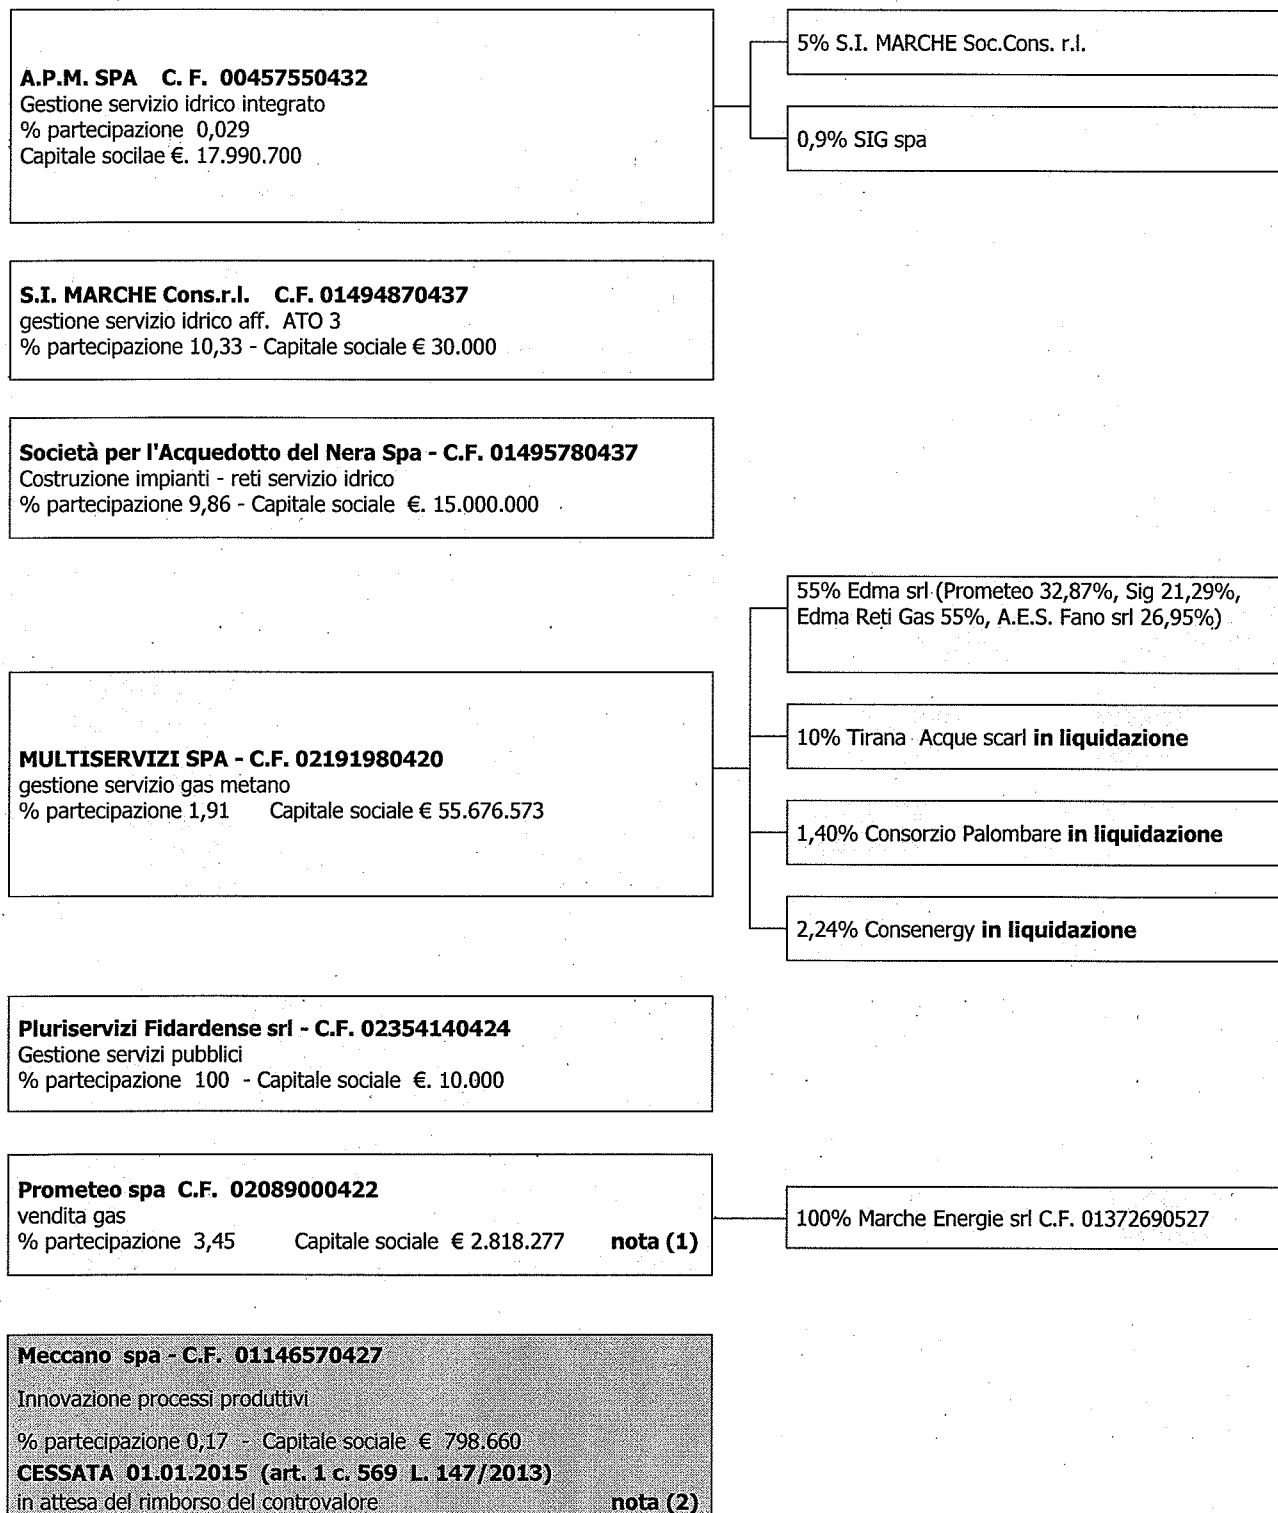 A.P.M. SPA C. F. 00457550432
Gestione servizio idrico integrato
% partecipazione 0,029
Capitale socilae €. 17.990.700
5% S.I. MARCHE Soc.Cons. r.l.
0,9% SIG spa
S.I. MARCHE Cons.r.l. C.F. 01494870437
gestione servizio idrico aff. ATO 3
% partecipazione 10,33 - Capitale sociale € 30.000
Società per l'Acquedotto del Nera Spa - C.F. 01495780437
Costruzione impianti - reti servizio idrico
% partecipazione 9,86 - Capitale sociale €. 15.000.000
MULTISERVIZI SPA - C.F. 02191980420
gestione servizio gas metano
% partecipazione 1,91 Capitale sociale € 55.676.573
55% Edma srl (Prometeo 32,87%, Sig 21,29%,
Edma Reti Gas 55%, A.E.S. Fano srl 26,95%)
10% Tirana Acque scarl in liquidazione
1,40% Consorzio Palombare in liquidazione
2,24% Consenergy in liquidazione
Pluriservizi Fidardense srl - C.F. 02354140424
Gestione servizi pubblici
% partecipazione 100 - Capitale sociale €. 10.000
Prometeo spa C.F. 02089000422
vendita gas
% partecipazione 3,45 Capitale sociale € 2.818.277 nota (1)
100% Marche Energie srl C.F. 01372690527
Meccano spa - C.F. 01146570427
Innovazione processi produttivi
% partecipazione 0,17 - Capitale sociale € 798.660
CESSATA 01.01.2015 (art. 1 c. 569 L. 147/2013)
in attesa del rimborso del controvalore nota (2)